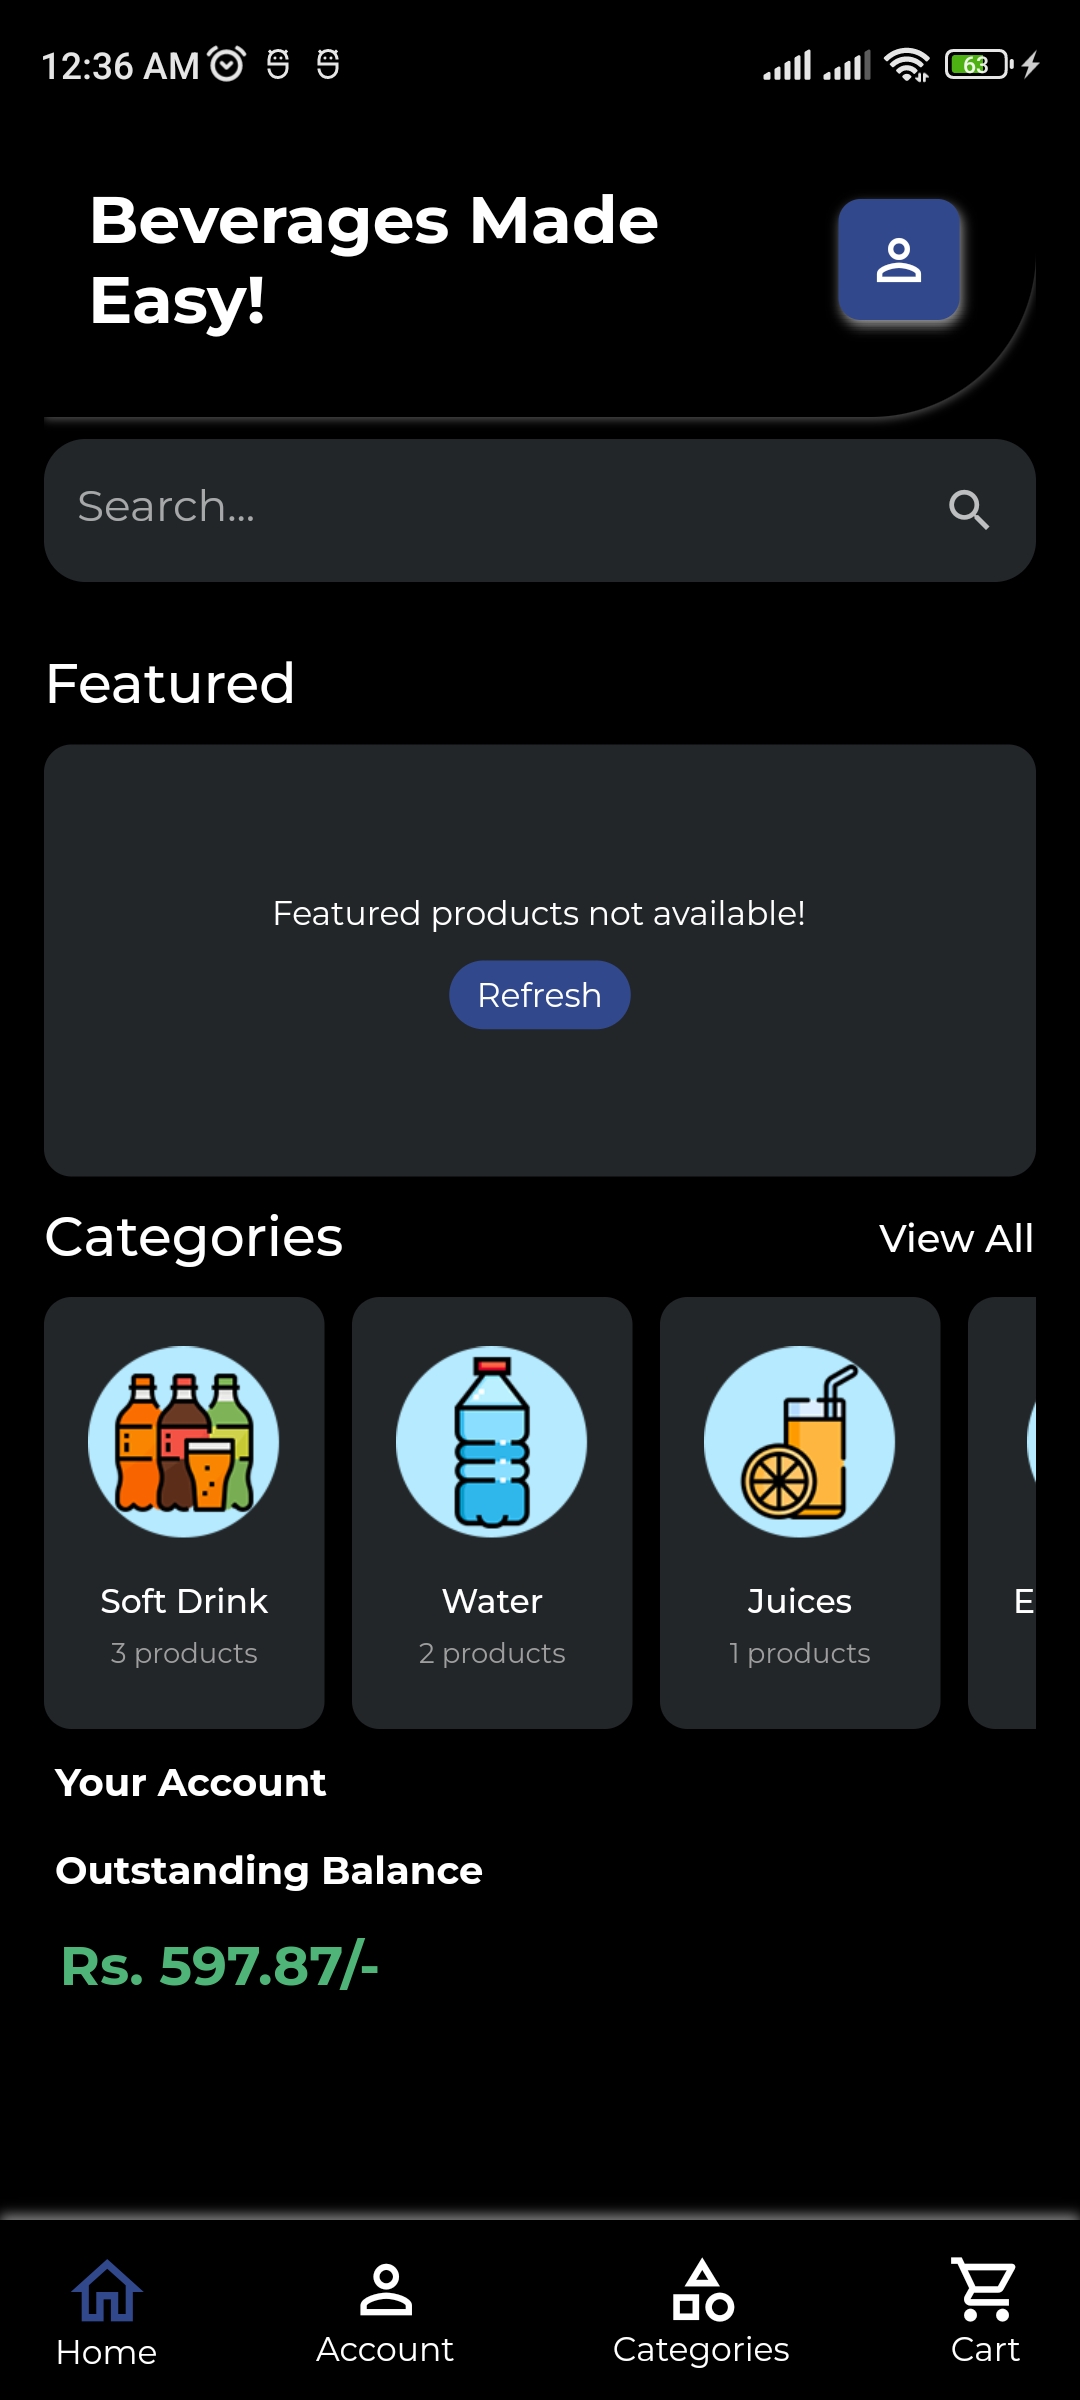 12:36 AM
63
Beverages Made
Easy!
Search...
Featured
Featured products not available!
Refresh
Categories
View All
Soft Drink
3 products
Water
2 products
Juices
1 products
E
Your Account
Outstanding Balance
Rs. 597.87/-
Home
Account
Categories
Cart